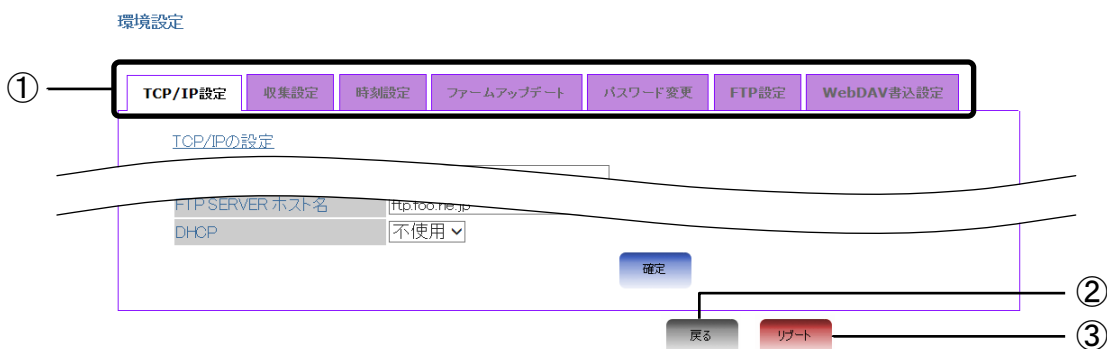 環境設定
①
TCP/IP設定 収集設定 時刻設定 ファームアップデート パスワード変更 FTP設定 WebDAV書込設定
TCP/IPの設定
FTP SERVER ホスト名 ftp.foo.ne.jp
DHCP 不使用
確定
②
戻る リブート ③